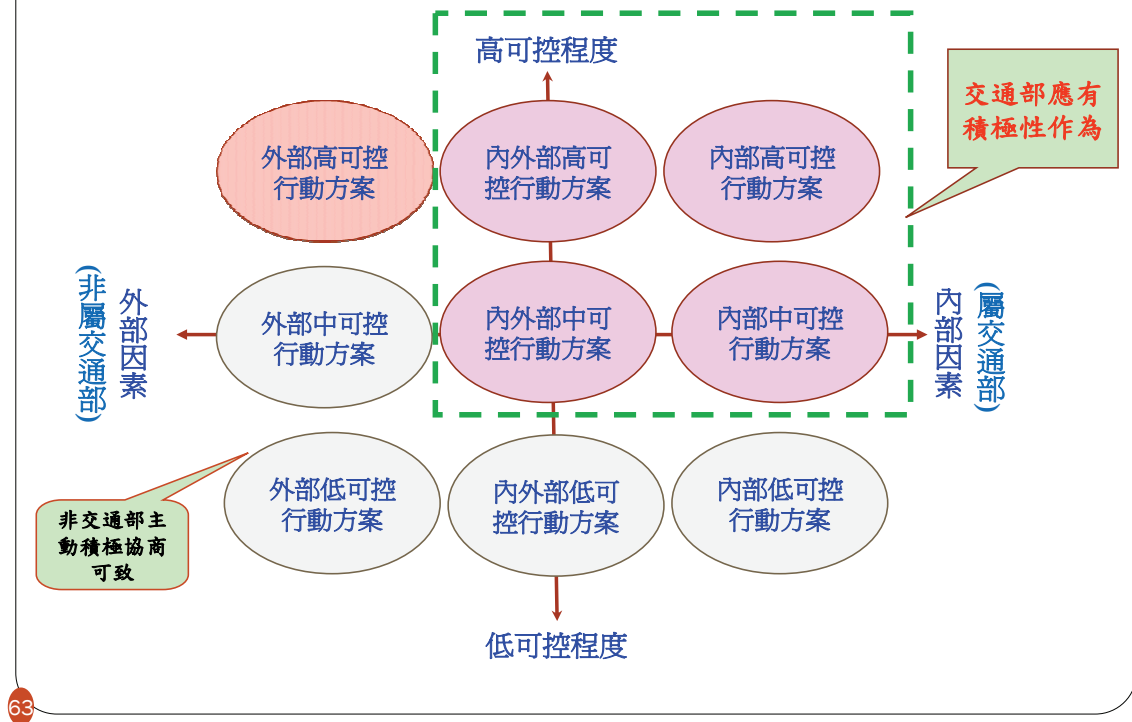 高可控程度
交通部應有
積極性作為
外部高可控
行動方案
內外部高可
控行動方案
內部高可控
行動方案
(非屬交通部)
外部因素
外部中可控
行動方案
內外部中可
控行動方案
內部中可控
行動方案
內部因素
(屬交通部)
外部低可控
行動方案
內外部低可
控行動方案
內部低可控
行動方案
非交通部主
動積極協商
可致
低可控程度
63